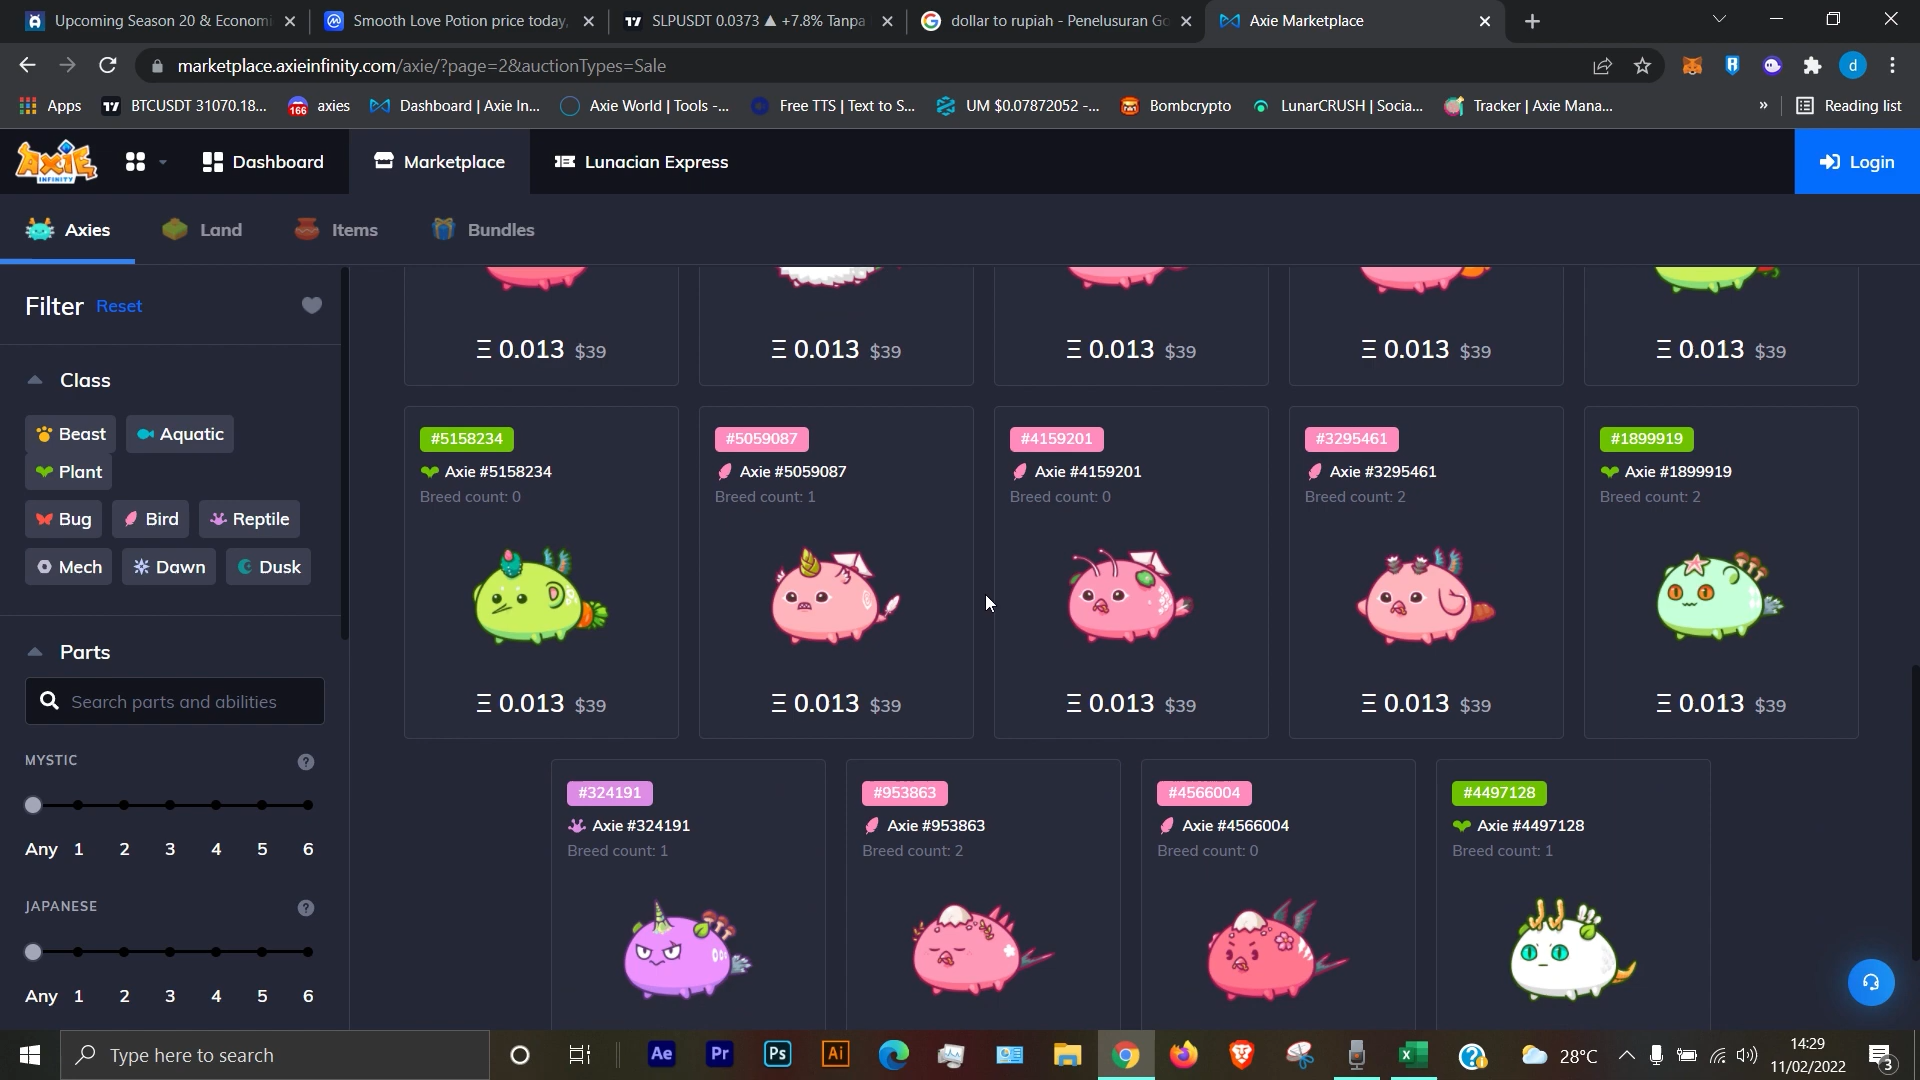 Upcoming Season 20 & Economi
Smooth Love Potion price today,
SLPUSDT 0.0373 ▲ +7.8% Tanpa
dollar to rupiah - Penelusuran Go
Axie Marketplace
marketplace.axieinfinity.com/axie/?page=2&auctionTypes=Sale
d
Apps
BTCUSDT 31070.18...
166
axies
Dashboard | Axie In...
Axie World | Tools -...
Free TTS | Text to S...
UM $0.07872052 -...
Bombcrypto
LunarCRUSH | Socia...
Tracker | Axie Mana...
»
Reading list
AXIE
INFINITY
Dashboard
Marketplace
Lunacian Express
Login
Axies
Land
Items
Bundles
Filter Reset
Class
Beast
Aquatic
Plant
Bug
Bird
Reptile
Mech
Dawn
Dusk
Parts
Search parts and abilities
MYSTIC
?
Any 1 2 3 4 5 6
JAPANESE
?
Any 1 2 3 4 5 6
Ξ 0.013 $39
Ξ 0.013 $39
Ξ 0.013 $39
Ξ 0.013 $39
Ξ 0.013 $39
#5158234
Axie #5158234
Breed count: 0
Ξ 0.013 $39
#5059087
Axie #5059087
Breed count: 1
Ξ 0.013 $39
#4159201
Axie #4159201
Breed count: 0
Ξ 0.013 $39
#3295461
Axie #3295461
Breed count: 2
Ξ 0.013 $39
#1899919
Axie #1899919
Breed count: 2
Ξ 0.013 $39
#324191
Axie #324191
Breed count: 1
#953863
Axie #953863
Breed count: 2
#4566004
Axie #4566004
Breed count: 0
#4497128
Axie #4497128
Breed count: 1
Type here to search
Ae
Pr
Ps
Ai
28°C
14:29
11/02/2022
3